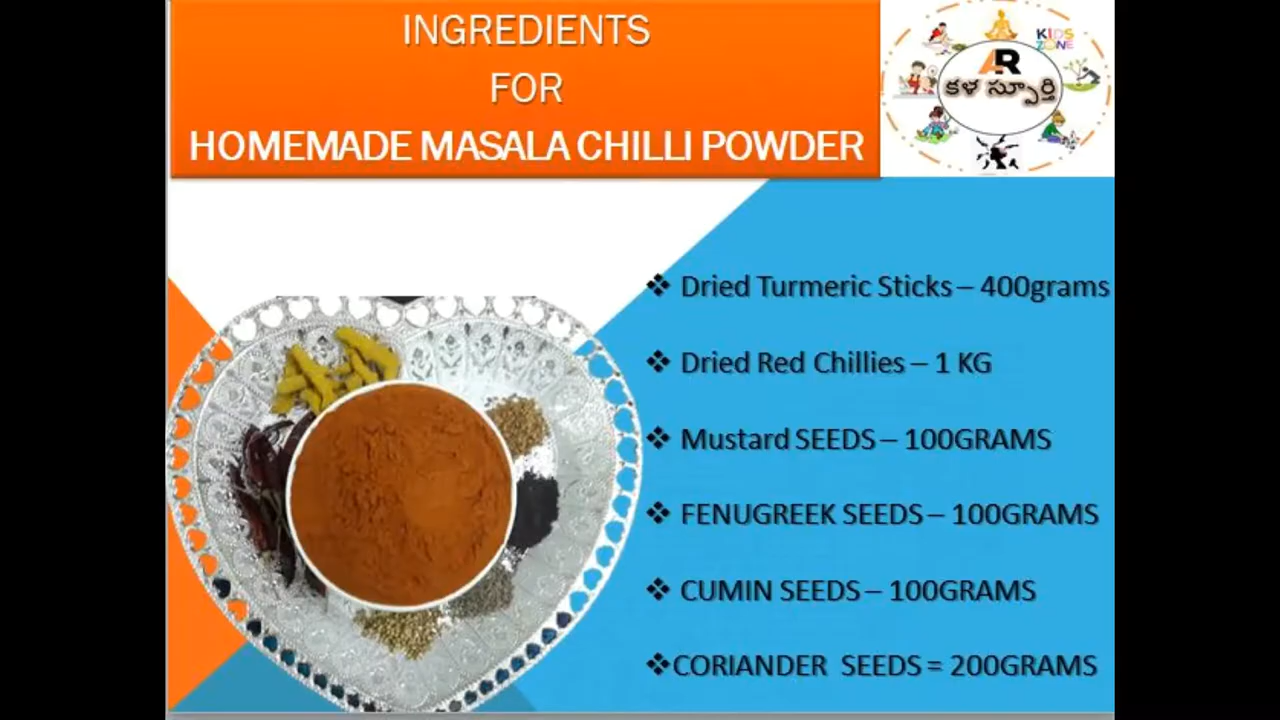 INGREDIENTS
FOR
HOMEMADE MASALA CHILLI POWDER
KIDS
ZONE
AR
కళ స్ఫూర్తి
Dried Turmeric Sticks – 400grams
Dried Red Chillies – 1 KG
Mustard SEEDS – 100GRAMS
FENUGREEK SEEDS – 100GRAMS
CUMIN SEEDS – 100GRAMS
CORIANDER SEEDS = 200GRAMS